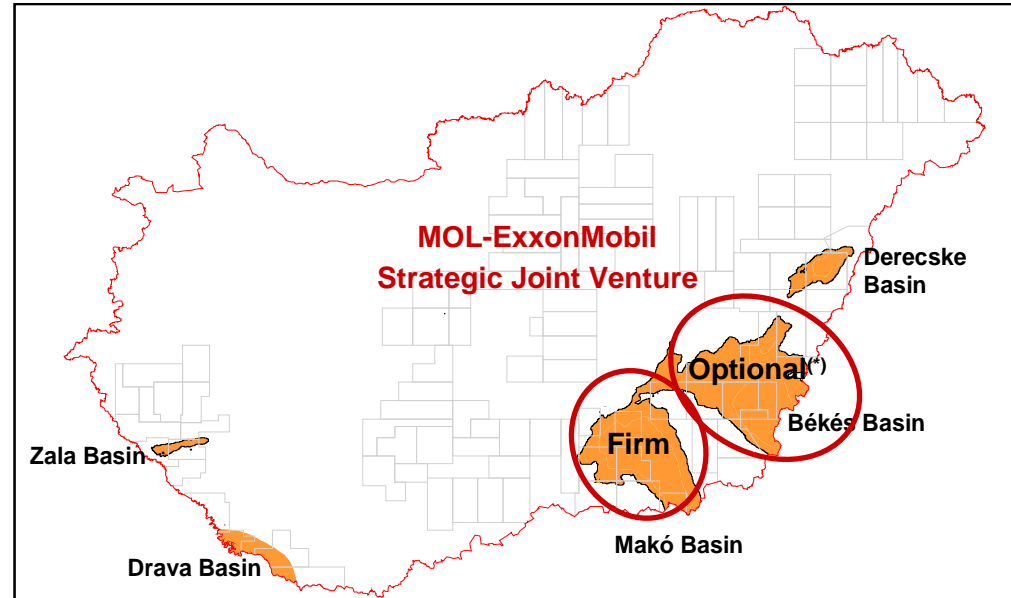 MOL-ExxonMobil
Strategic Joint Venture
Derecske
Basin
Optional(*)
Békés Basin
Firm
Zala Basin
Makó Basin
Drava Basin